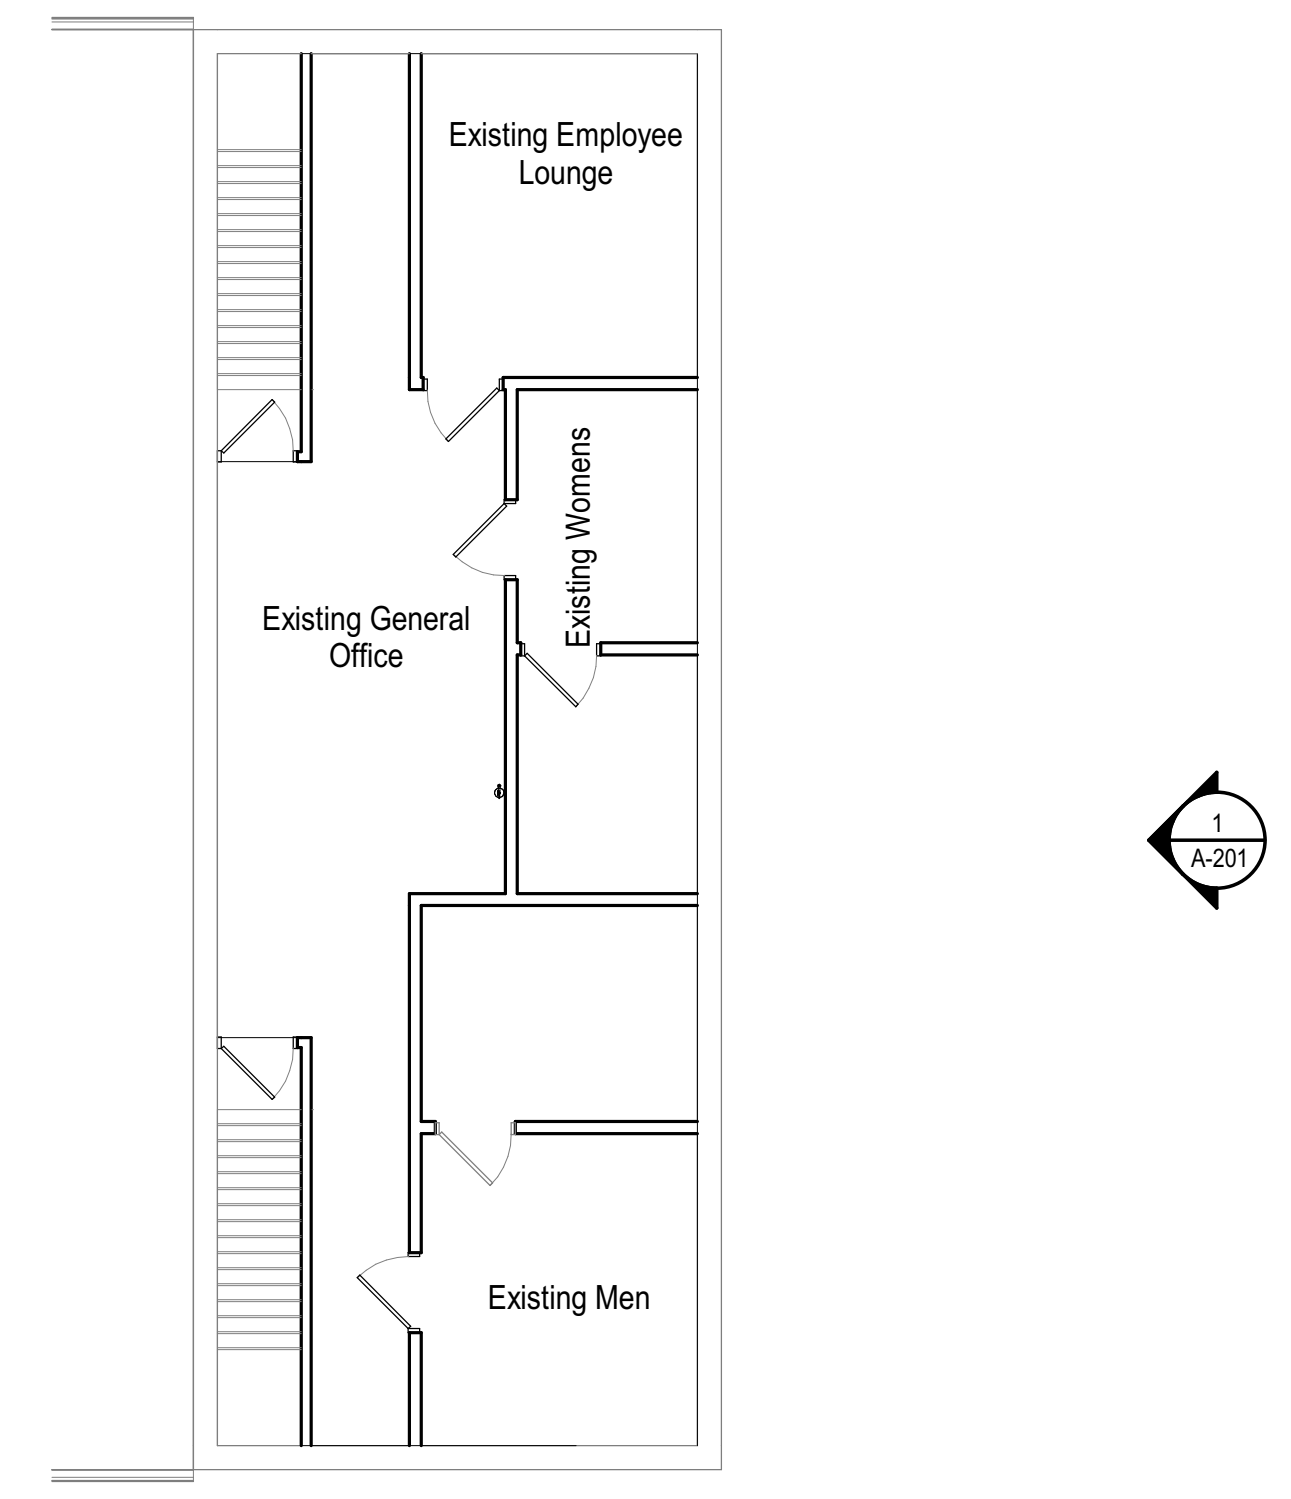 Existing Employee
Lounge
Existing Womens
Existing General
Office
1
A-201
Existing Men